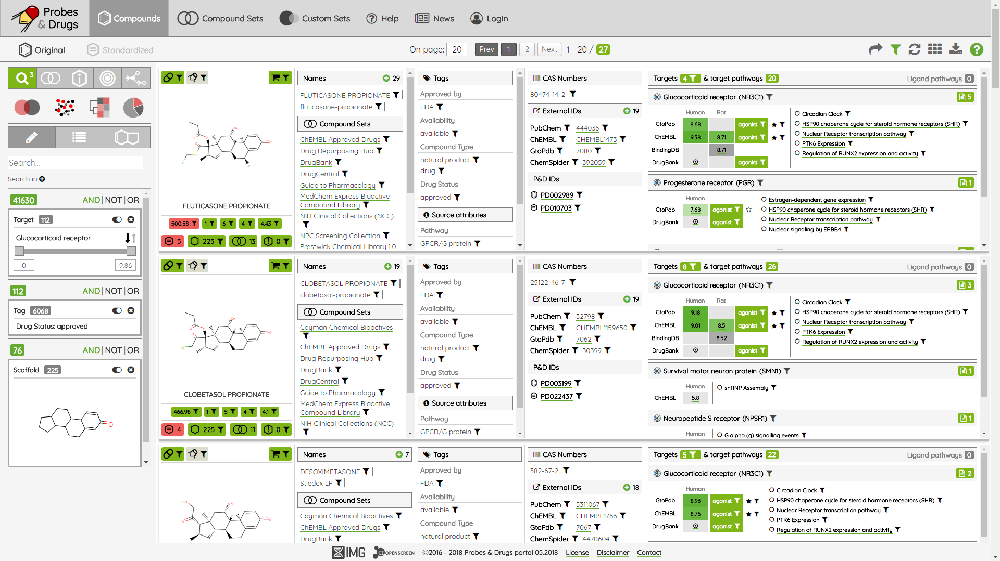 Probes
& Drugs
Compounds
Compound Sets
Custom Sets
Help
News
Login
Original
Standardized
On page: 20 Prev 1 2 Next 1 - 20 / 27
3
Search...
Search in
41630 AND | NOT | OR
Target 112
Glucocorticoid receptor
0 9.86
112 AND | NOT | OR
Tag 6068
Drug Status: approved
76 AND | NOT | OR
Scaffold 225
O
FLUTICASONE PROPIONATE
500.58 1 6 4 4.43
5 225 13 0
Names 29
FLUTICASONE PROPIONATE |
fluticasone-propionate |
Compound Sets
ChEMBL Approved Drugs
Drug Repurposing Hub
DrugBank
DrugCentral
Guide to Pharmacology
MedChem Express Bioactive
Compound Library
NIH Clinical Collections (NCC)
NPC Screening Collection
Prestwick Chemical Library 1.0
Tags
Approved by
FDA
Availability
available
Compound Type
natural product
drug
Drug Status
approved
Source attributes
Pathway
GPCR/G protein
CAS Numbers
80474-14-2
External IDs 19
PubChem 444036
ChEMBL CHEMBL1473
GtoPdb 7080
ChemSpider 392059
P&D IDs
PD002989
PD010703
Targets 4 & target pathways 20 Ligand pathways 0
Glucocorticoid receptor (NR3C1) 5
Human Rat
GtoPdb 8.68 agonist
ChEMBL 9.38 8.71 agonist
BindingDB 8.71
DrugBank agonist
Circadian Clock
HSP90 chaperone cycle for steroid hormone receptors (SHR)
Nuclear Receptor transcription pathway
PTK6 Expression
Regulation of RUNX2 expression and activity
Progesterone receptor (PGR) 1
Human
GtoPdb 7.68 agonist
DrugBank agonist
Estrogen-dependent gene expression
HSP90 chaperone cycle for steroid hormone receptors (SHR)
Nuclear Receptor transcription pathway
Nuclear signaling by ERBB4
CLOBETASOL PROPIONATE
466.98 1 5 4 4.1
4 225 11 0
Names 19
CLOBETASOL PROPIONATE |
clobetasol-propionate |
Compound Sets
Cayman Chemical Bioactives
ChEMBL Approved Drugs
Drug Repurposing Hub
DrugBank
DrugCentral
Guide to Pharmacology
MedChem Express Bioactive
Compound Library
NIH Clinical Collections (NCC)
Tags
Approved by
FDA
Availability
available
Compound Type
natural product
drug
Drug Status
approved
Source attributes
Pathway
GPCR/G protein
CAS Numbers
25122-46-7
External IDs 19
PubChem 32798
ChEMBL CHEMBL1159650
GtoPdb 7062
ChemSpider 30399
P&D IDs
PD003199
PD022437
Targets 8 & target pathways 26 Ligand pathways 0
Glucocorticoid receptor (NR3C1) 3
Human Rat
GtoPdb 9.18 agonist
ChEMBL 9.01 8.5 agonist
BindingDB 8.52
DrugBank agonist
Circadian Clock
HSP90 chaperone cycle for steroid hormone receptors (SHR)
Nuclear Receptor transcription pathway
PTK6 Expression
Regulation of RUNX2 expression and activity
Survival motor neuron protein (SMN1) 1
Human
ChEMBL 5.8
snRNP Assembly
Neuropeptide S receptor (NPSR1) 1
Human
G alpha (q) signalling events
Names 7
DESOXIMETASONE |
Stiedex LP |
Compound Sets
Cayman Chemical Bioactives
ChEMBL Approved Drugs
DrugBank
Tags
Approved by
FDA
Availability
available
Compound Type
natural product
CAS Numbers
382-67-2
External IDs 18
PubChem 5311067
ChEMBL CHEMBL1766
GtoPdb 7067
ChemSpider 4470604
Targets 5 & target pathways 22 Ligand pathways 0
Glucocorticoid receptor (NR3C1) 2
Human
GtoPdb 8.93 agonist
ChEMBL 8.76 agonist
DrugBank agonist
Circadian Clock
HSP90 chaperone cycle for steroid hormone receptors (SHR)
Nuclear Receptor transcription pathway
PTK6 Expression
Regulation of RUNX2 expression and activity
IMG CZ OPENSCREEN ©2016 - 2018 Probes & Drugs portal 05.2018 License Disclaimer Contact